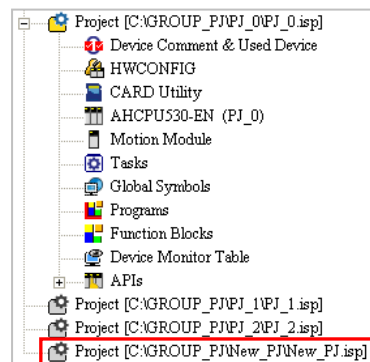 Project [C:\GROUP_PJ\PJ_0\PJ_0.isp]
Device Comment & Used Device
HWCONFIG
CARD Utility
AHCPU530-EN (PJ_0)
Motion Module
Tasks
Global Symbols
Programs
Function Blocks
Device Monitor Table
APIs
Project [C:\GROUP_PJ\PJ_1\PJ_1.isp]
Project [C:\GROUP_PJ\PJ_2\PJ_2.isp]
Project [C:\GROUP_PJ\New_PJ\New_PJ.isp]